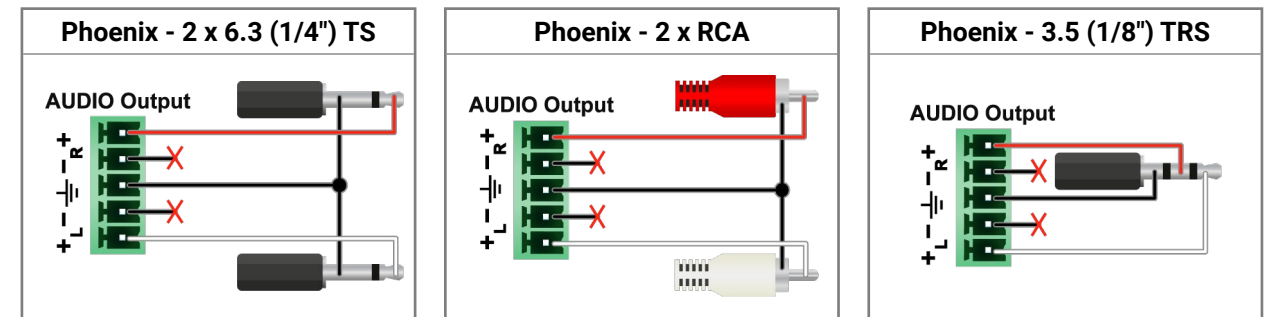 Phoenix - 2 x 6.3 (1/4") TS
AUDIO Output
+
R
−
−
L
+
Phoenix - 2 x RCA
AUDIO Output
+
R
−
−
L
+
Phoenix - 3.5 (1/8") TRS
AUDIO Output
+
R
−
−
L
+